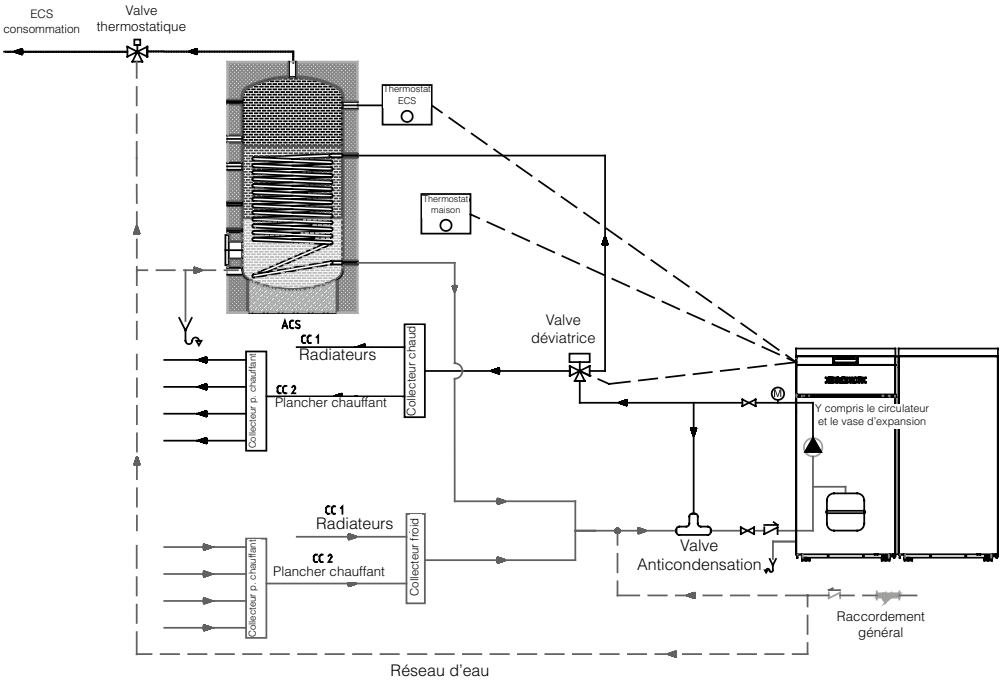 ECS
consommation
Valve
thermostatique
Thermostat
ECS
Thermostat
maison
ACS
CC 1
Radiateurs
CC 2
Plancher chauffant
Collecteur p. chauffant
Collecteur chaud
Valve
déviatrice
M
Y compris le circulateur
et le vase d'expansion
CC 1
Radiateurs
CC 2
Plancher chauffant
Collecteur p. chauffant
Collecteur froid
Valve
Anticondensation
Raccordement
général
Réseau d'eau